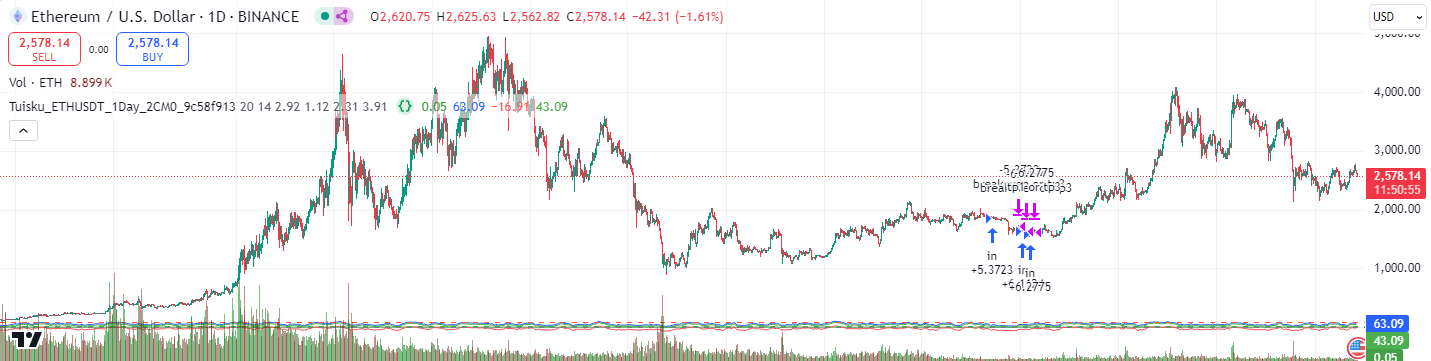 Ethereum / U.S. Dollar · 1D · BINANCE O2,620.75 H2,625.63 L2,562.82 C2,578.14 −42.31 (−1.61%)
USD
2,578.14 0.00 2,578.14
SELL BUY
Vol · ETH 8.899 K
Tuisku_ETHUSDT_1Day_2CM0_9c58f913 20 14 2.92 1.12 2.31 3.91 0.05 63.09 43.09
4,000.00
3,000.00
2,578.14
11:50:55
2,000.00
in
+5.3723
in
1,000.00
63.09
43.09
0.05